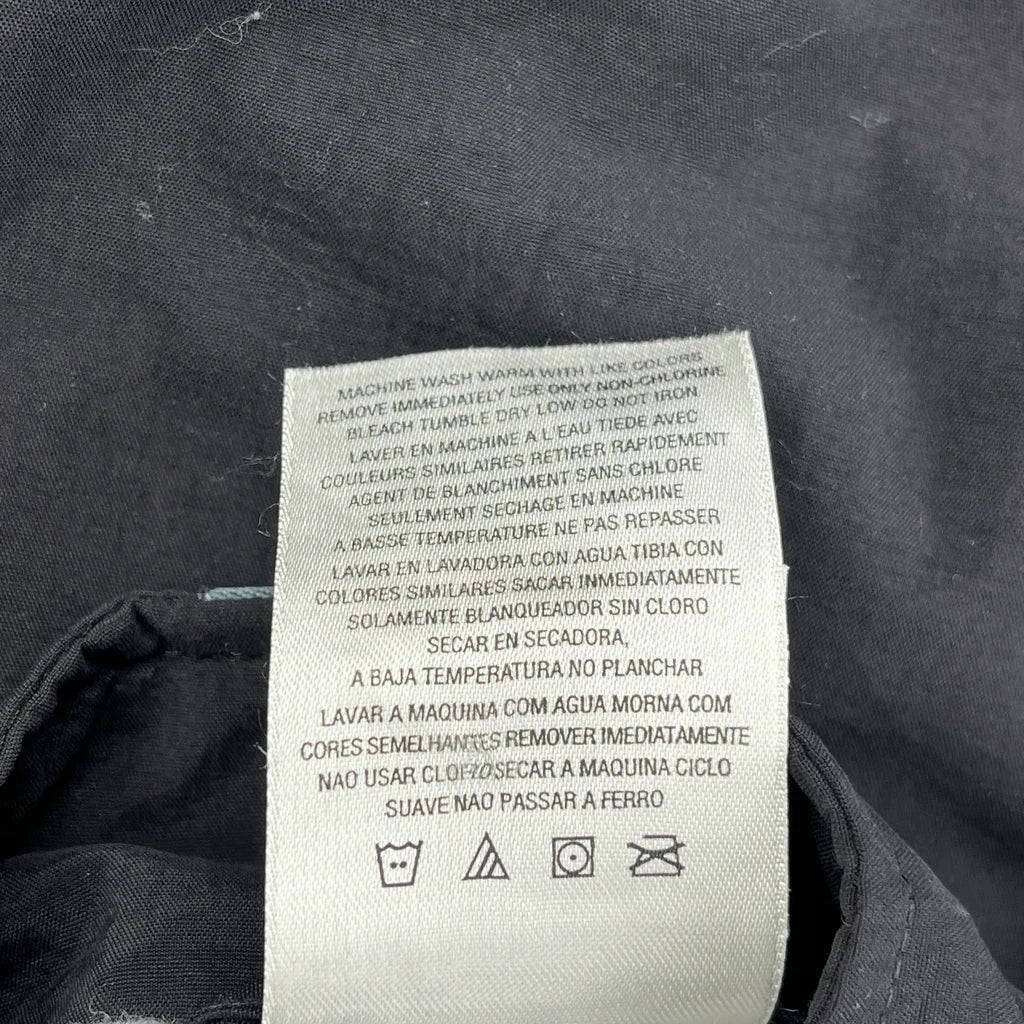 MACHINE WASH WARM WITH LIKE COLORS
REMOVE IMMEDIATELY USE ONLY NON-CHLORINE
BLEACH TUMBLE DRY LOW DO NOT IRON
LAVER EN MACHINE A L'EAU TIEDE AVEC
COULEURS SIMILAIRES RETIRER RAPIDEMENT
AGENT DE BLANCHIMENT SANS CHLORE
SEULEMENT SECHAGE EN MACHINE
A BASSE TEMPERATURE NE PAS REPASSER
LAVAR EN LAVADORA CON AGUA TIBIA CON
COLORES SIMILARES SACAR INMEDIATAMENTE
SOLAMENTE BLANQUEADOR SIN CLORO
SECAR EN SECADORA,
A BAJA TEMPERATURA NO PLANCHAR
LAVAR A MAQUINA COM AGUA MORNA COM
CORES SEMELHANTES REMOVER IMEDIATAMENTE
NAO USAR CLORO SECAR A MAQUINA CICLO
SUAVE NAO PASSAR A FERRO